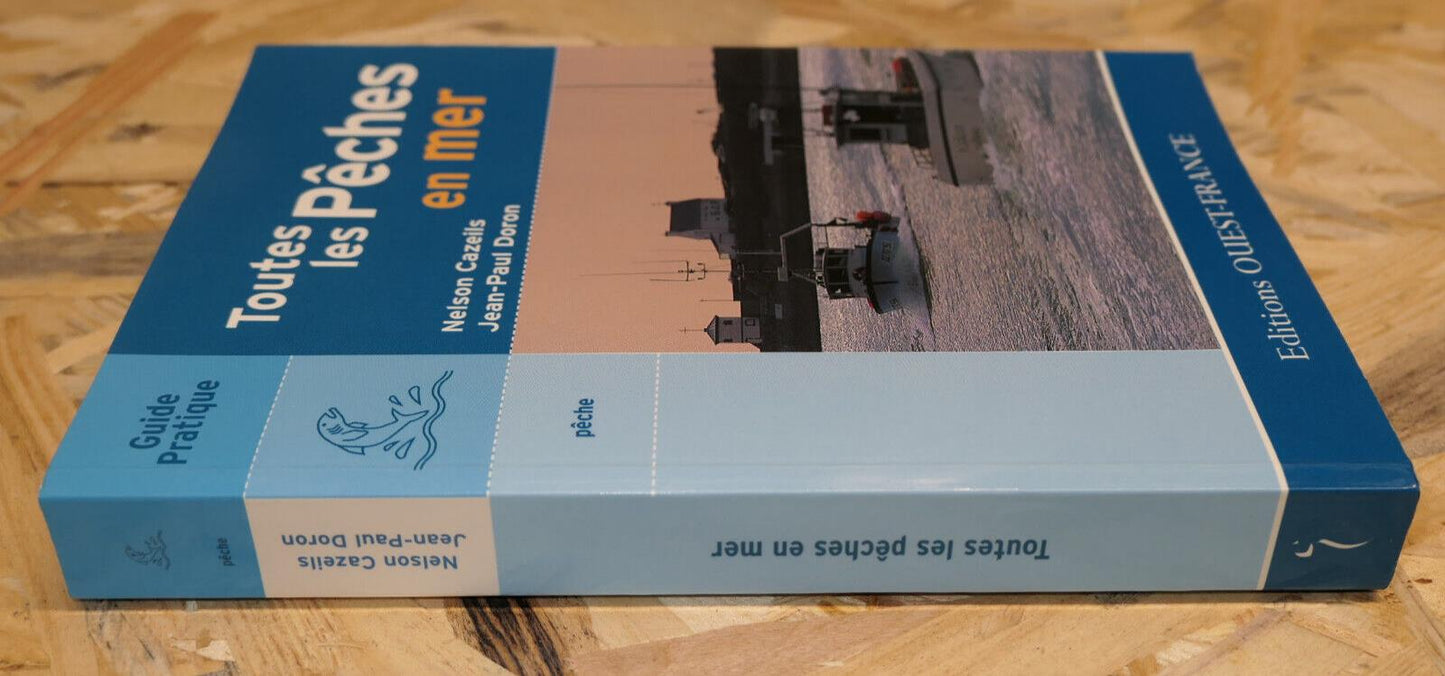 Toutes
les Pêches
en mer
Nelson Cazeils
Jean-Paul Doron
Guide
Pratique
pêche
Editions OUEST-FRANCE
pêche
Nelson Cazeils
Jean-Paul Doron
Toutes les pêches en mer